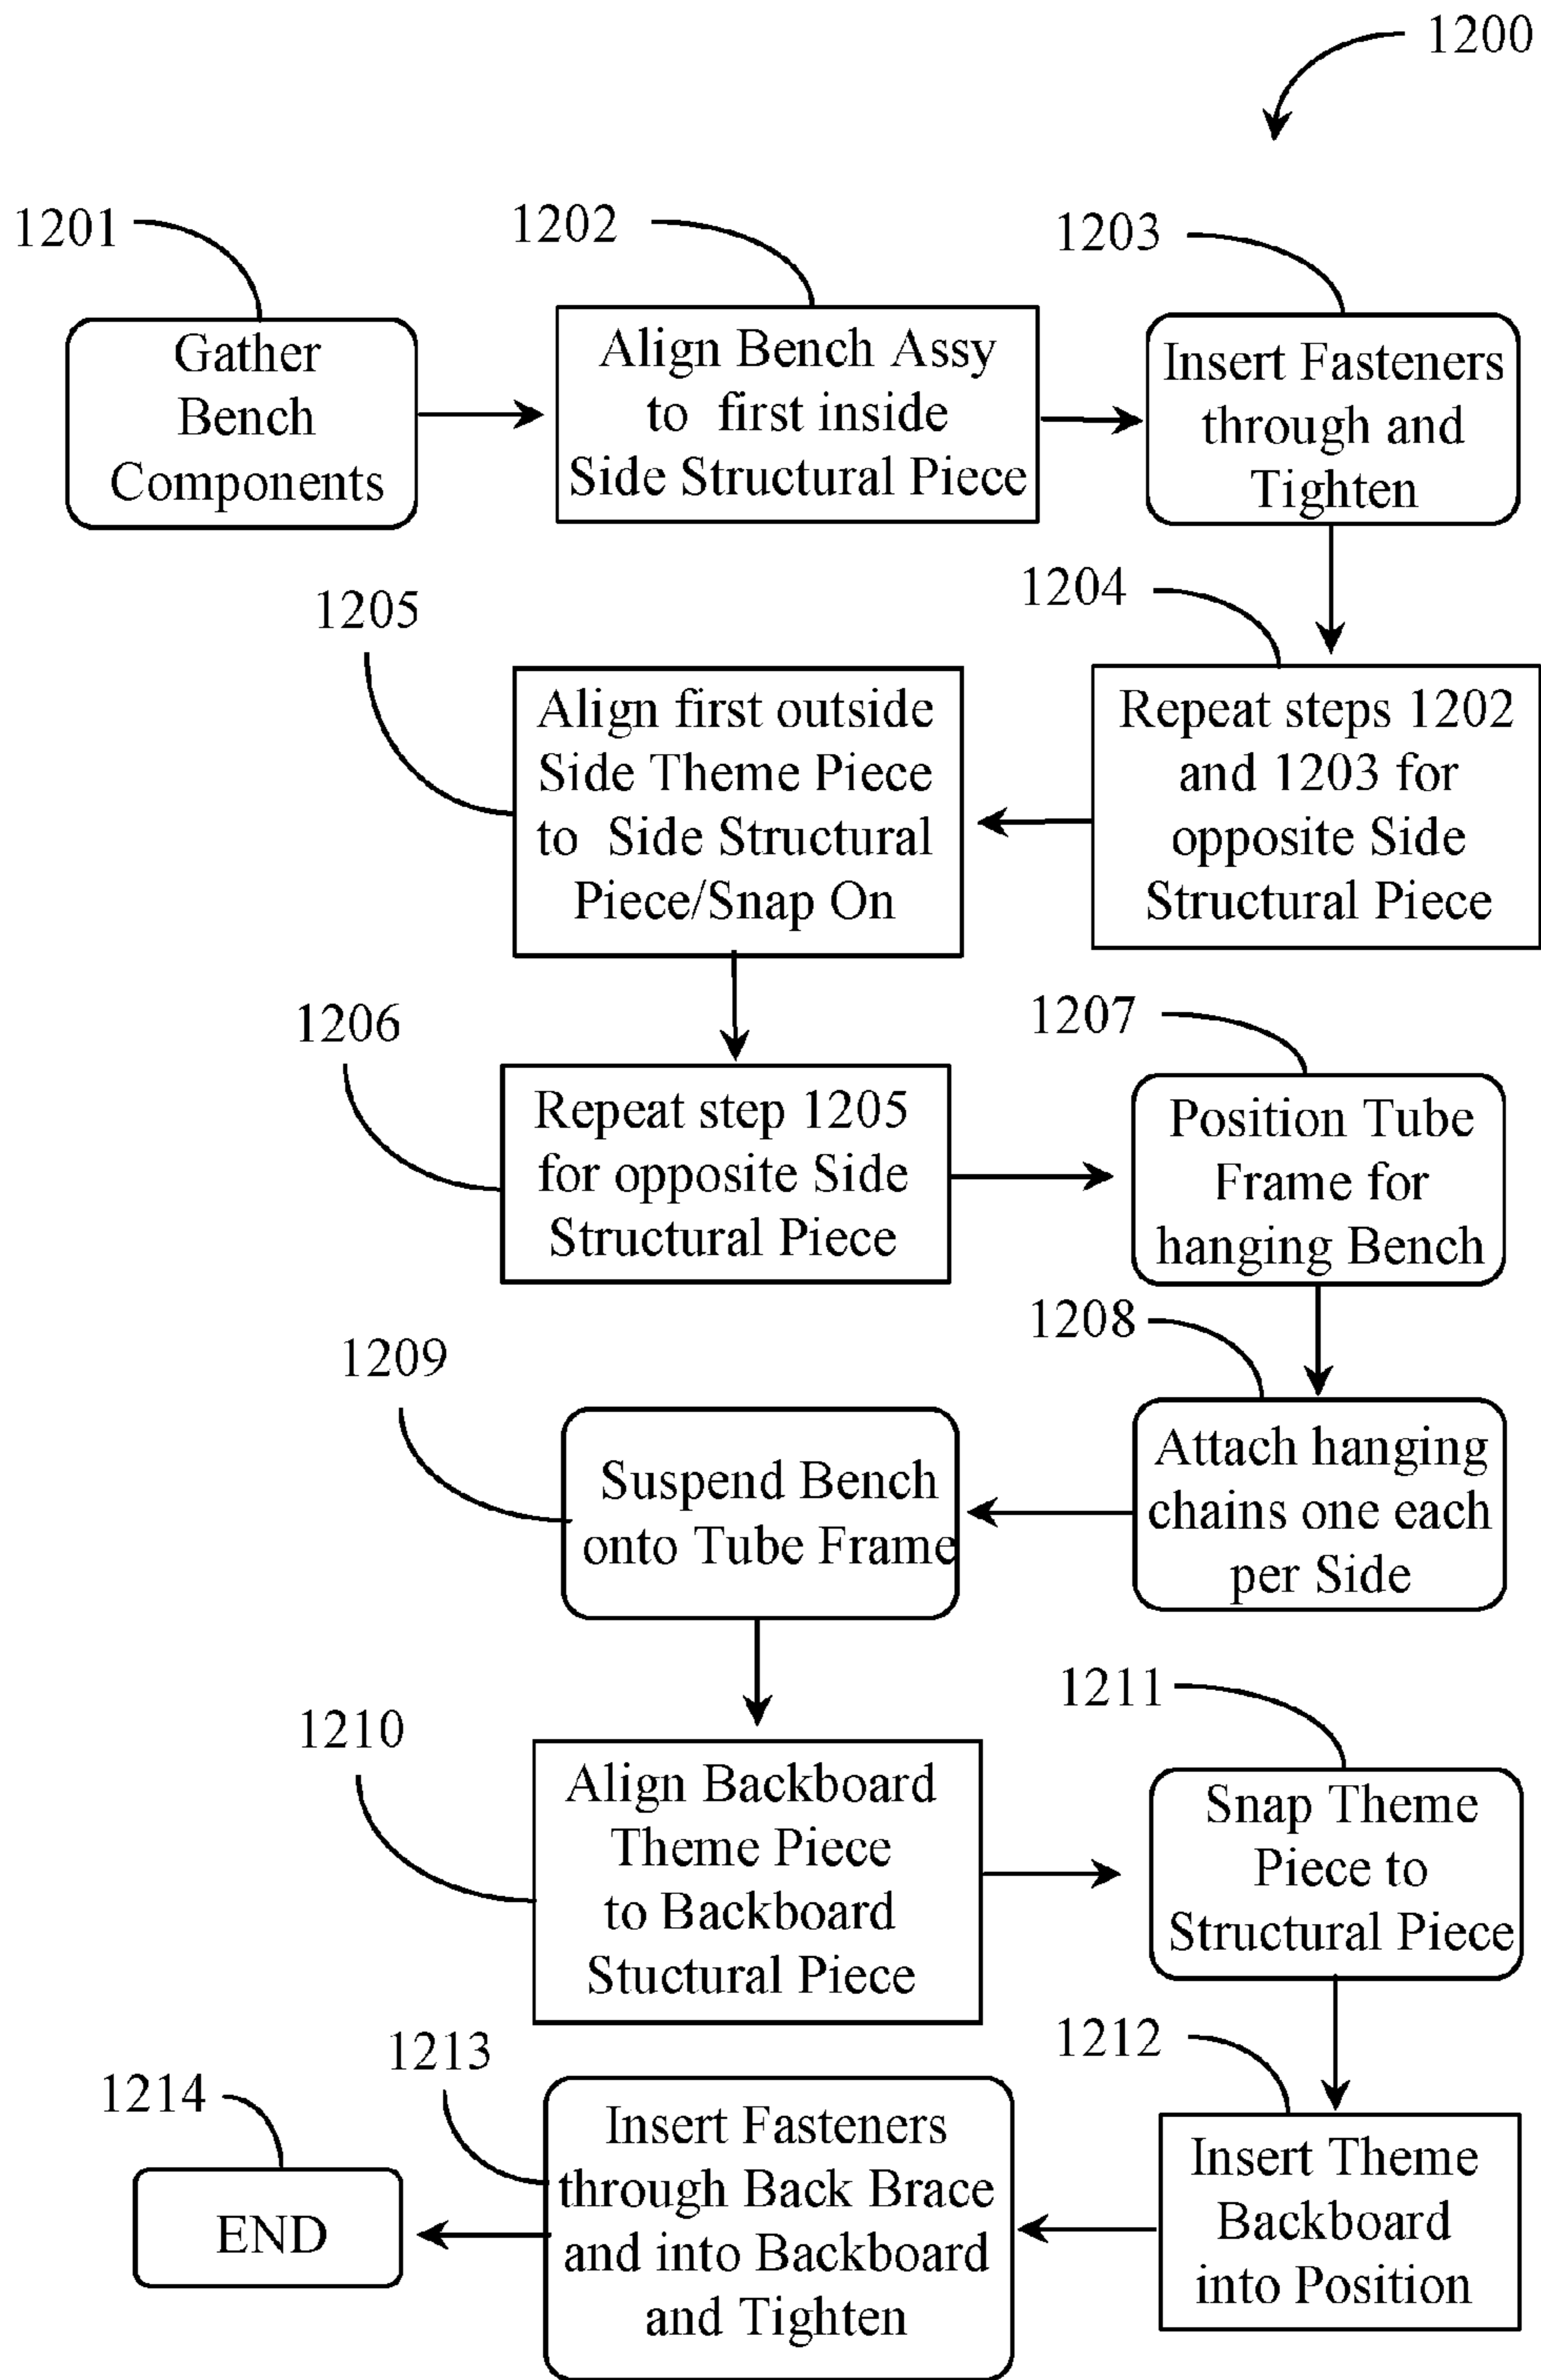 1200
1201
Gather
Bench
Components
1202
Align Bench Assy
to first inside
Side Structural Piece
1203
Insert Fasteners
through and
Tighten
1204
Repeat steps 1202
and 1203 for
opposite Side
Structural Piece
1205
Align first outside
Side Theme Piece
to Side Structural
Piece/Snap On
1206
Repeat step 1205
for opposite Side
Structural Piece
1207
Position Tube
Frame for
hanging Bench
1208
Attach hanging
chains one each
per Side
1209
Suspend Bench
onto Tube Frame
1210
Align Backboard
Theme Piece
to Backboard
Stuctural Piece
1211
Snap Theme
Piece to
Structural Piece
1212
Insert Theme
Backboard
into Position
1213
Insert Fasteners
through Back Brace
and into Backboard
and Tighten
1214
END